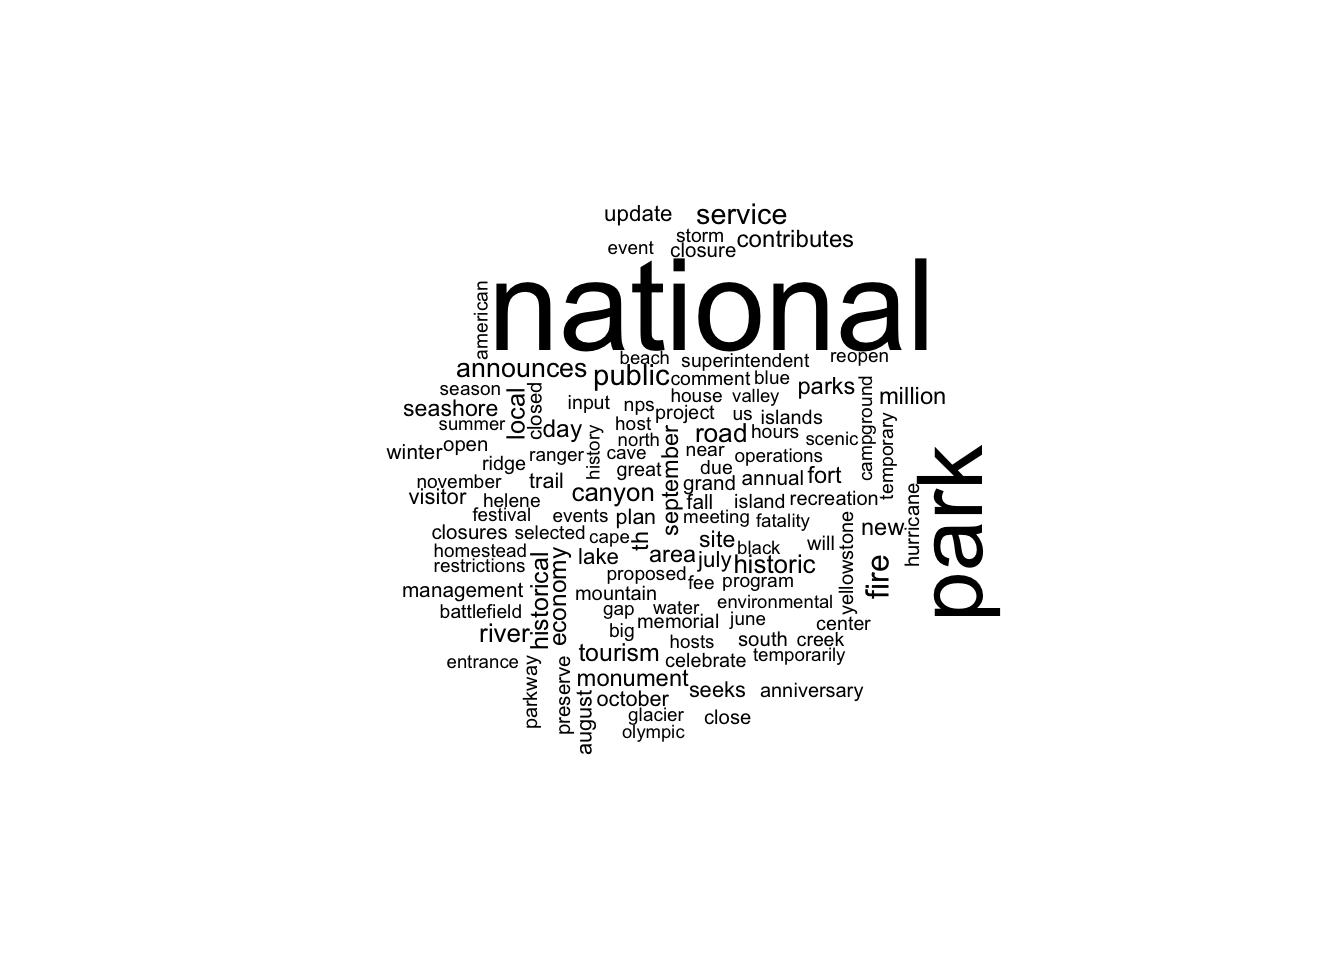 update service
storm contributes
event closure
american national
beach superintendent reopen
announces public comment blue parks million
season local closed house valley campground
seashore input nps project us islands temporary
summer day host road hours scenic
winter open history north september near operations
ridge ranger cave great due
november trail grand annual fort park
visitor helene canyon fall island recreation hurricane
festival events plan meeting fatality new
closures selected cape th site black will yellowstone
homestead historical economy lake area july historic fire
restrictions proposed fee program
management mountain
battlefield gap water environmental
river big memorial june center
hosts south creek
entrance tourism celebrate temporarily
parkway preserve monument seeks anniversary
august october
glacier close
olympic